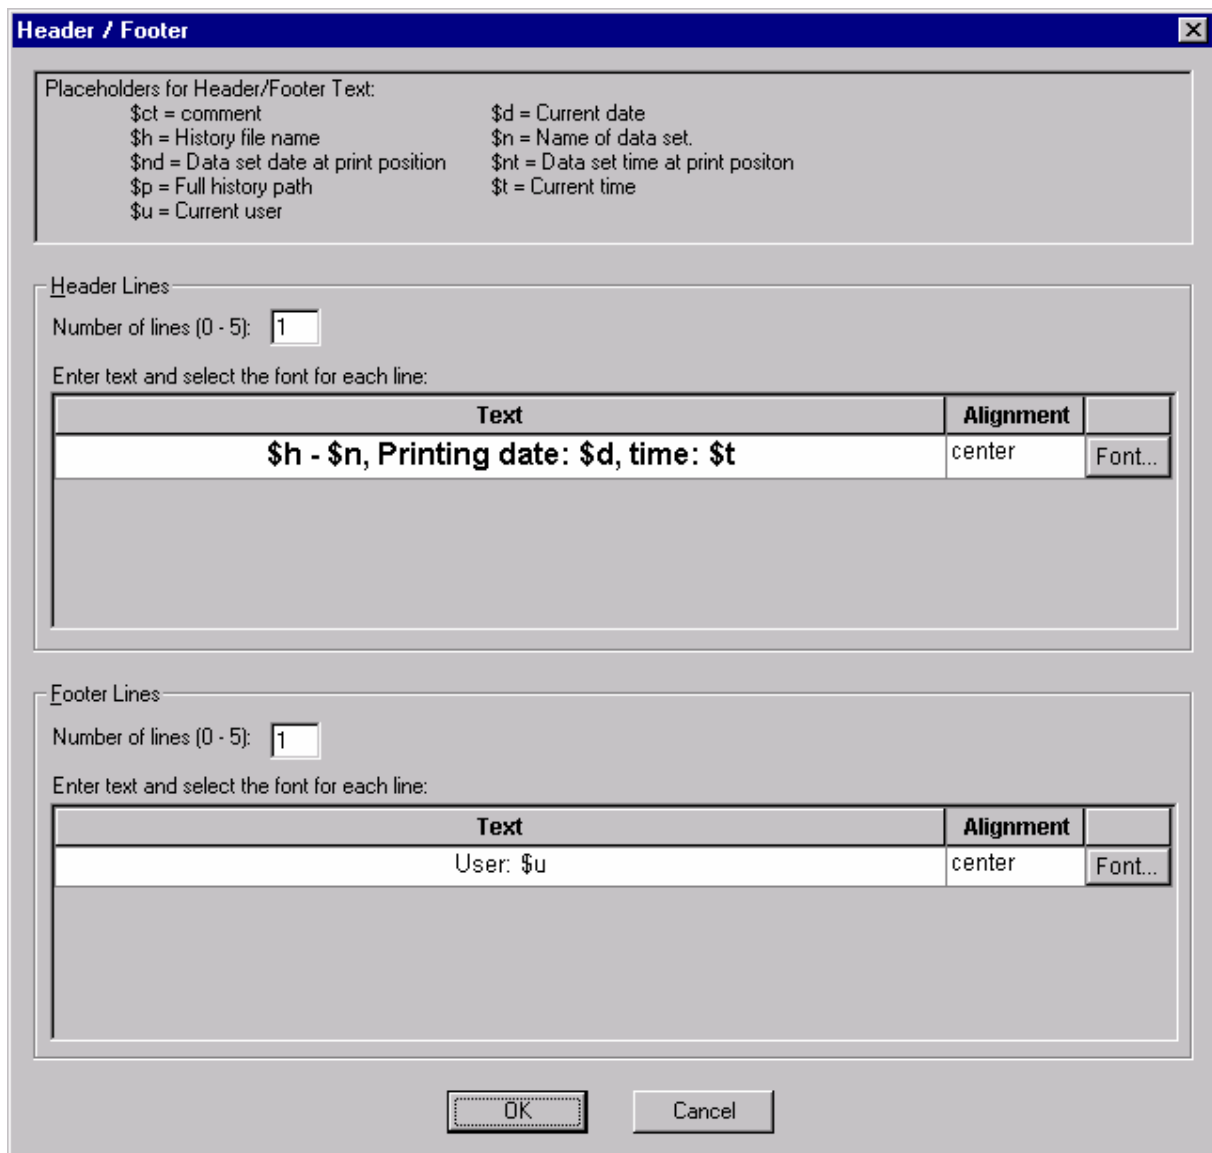 Header / Footer
Placeholders for Header/Footer Text:
$ct = comment $d = Current date
$h = History file name $n = Name of data set.
$nd = Data set date at print position $nt = Data set time at print positon
$p = Full history path $t = Current time
$u = Current user
Header Lines
Number of lines (0 - 5): 1
Enter text and select the font for each line:
Text Alignment
$h - $n, Printing date: $d, time: $t center Font...
Footer Lines
Number of lines (0 - 5): 1
Enter text and select the font for each line:
Text Alignment
User: $u center Font...
OK Cancel